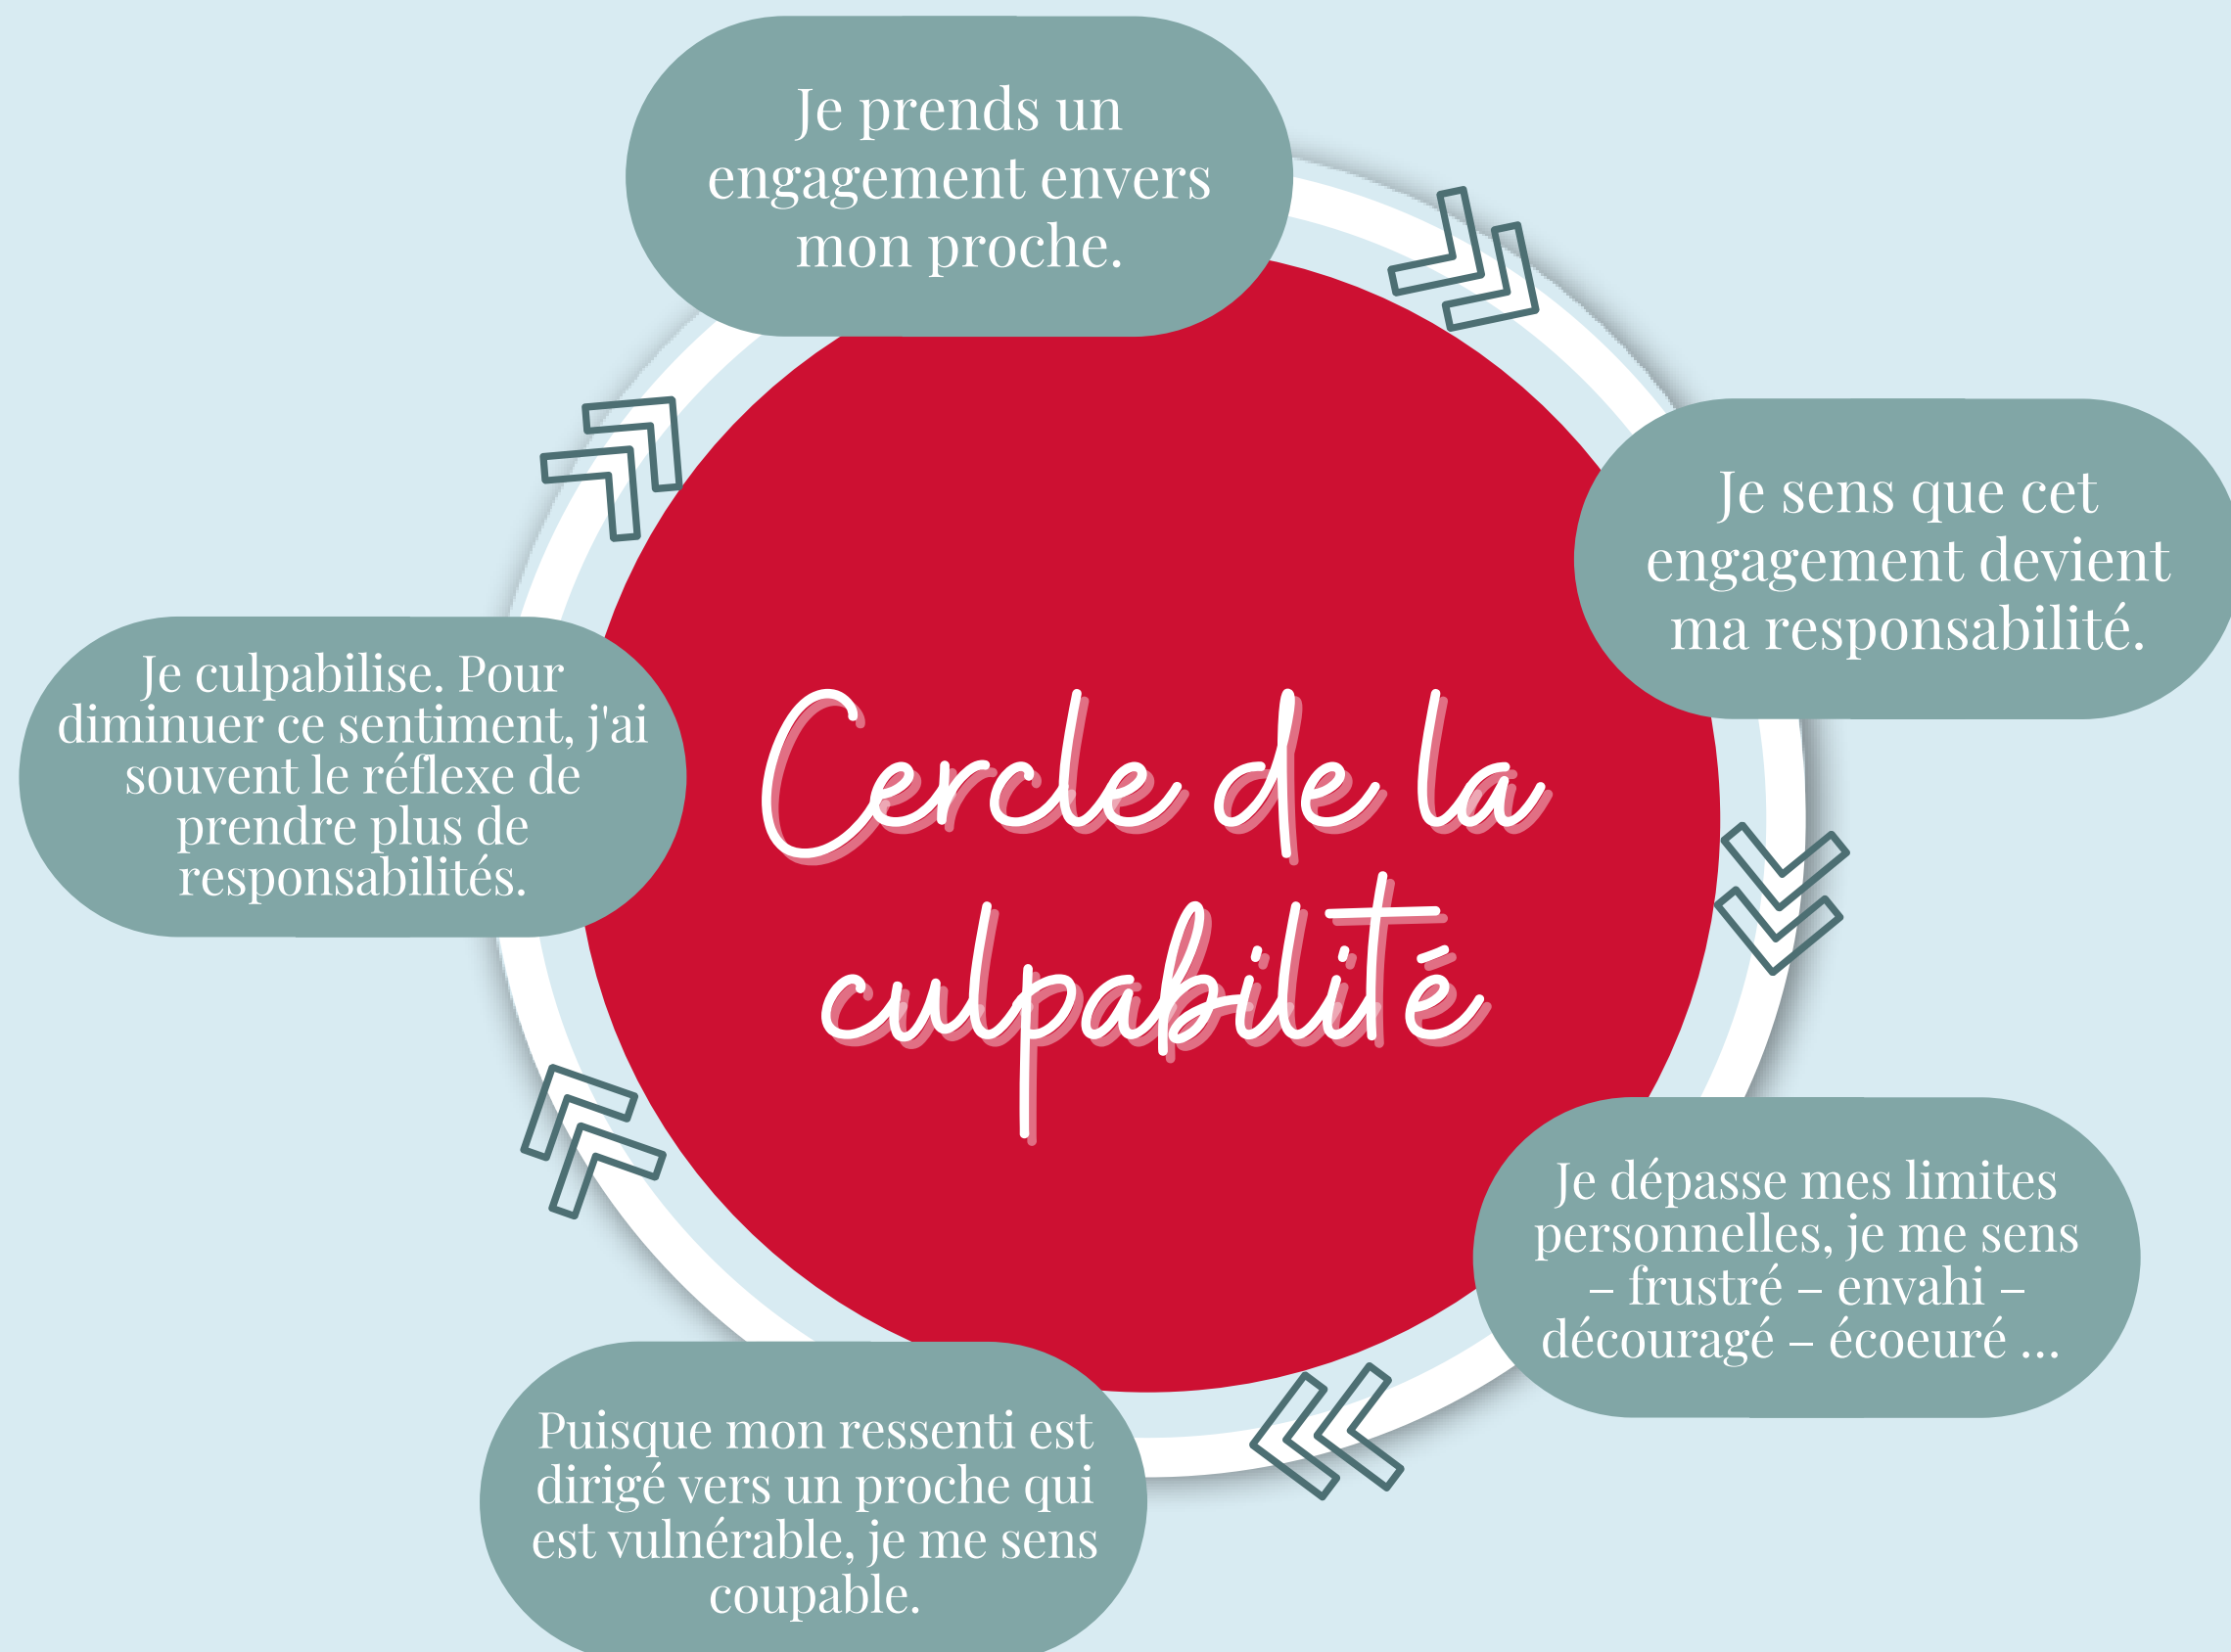 Je prends un
engagement envers
mon proche.
Je sens que cet
engagement devient
ma responsabilité.
Je dépasse mes limites
personnelles, je me sens
– frustré – envahi –
découragé – écoeuré ...
Puisque mon ressenti est
dirigé vers un proche qui
est vulnérable, je me sens
coupable.
Je culpabilise. Pour
diminuer ce sentiment, j'ai
souvent le réflexe de
prendre plus de
responsabilités.
Cercle de la
culpabilité